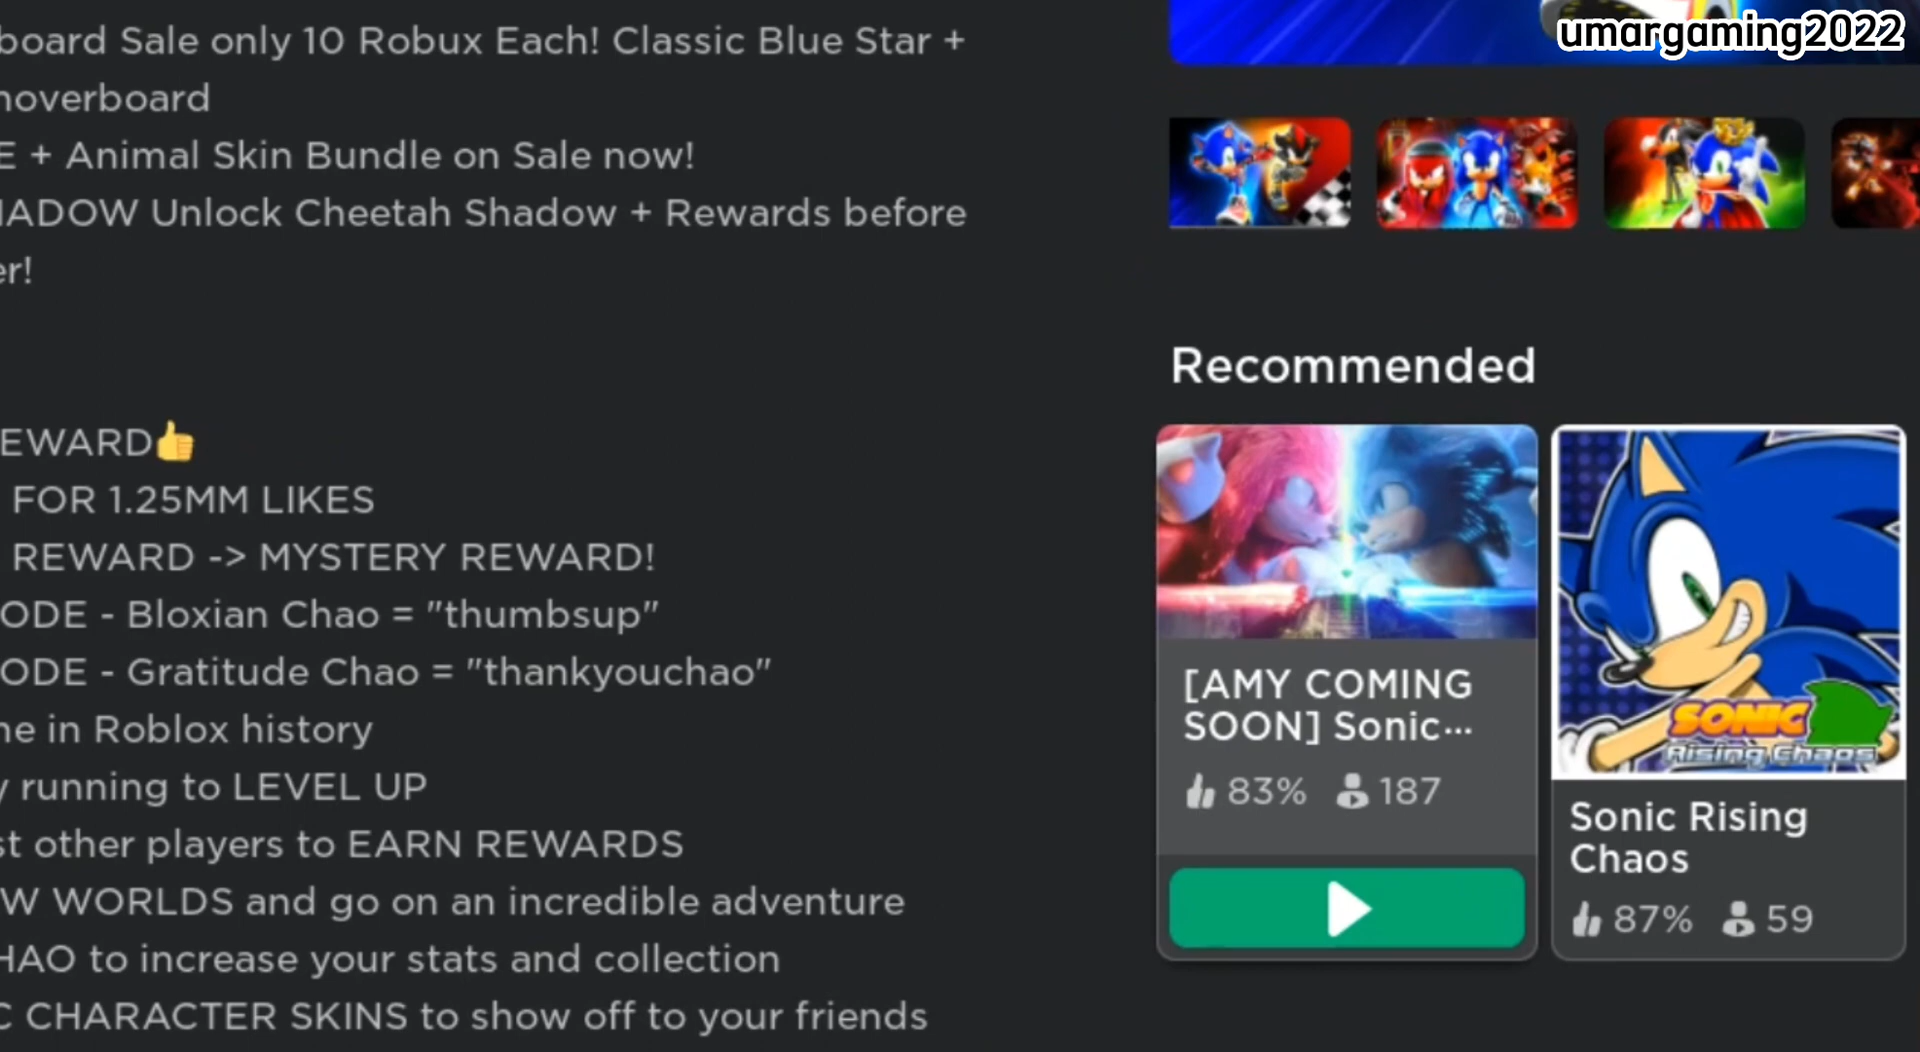 board Sale only 10 Robux Each! Classic Blue Star +
hoverboard
E + Animal Skin Bundle on Sale now!
HADOW Unlock Cheetah Shadow + Rewards before
er!
EWARD👍
FOR 1.25MM LIKES
REWARD -> MYSTERY REWARD!
ODE - Bloxian Chao = "thumbsup"
ODE - Gratitude Chao = "thankyouchao"
me in Roblox history
y running to LEVEL UP
st other players to EARN REWARDS
W WORLDS and go on an incredible adventure
HAO to increase your stats and collection
C CHARACTER SKINS to show off to your friends
umargaming2022
Recommended
[AMY COMING
SOON] Sonic...
83% 187
SONIC
Rising Chaos
Sonic Rising
Chaos
87% 59